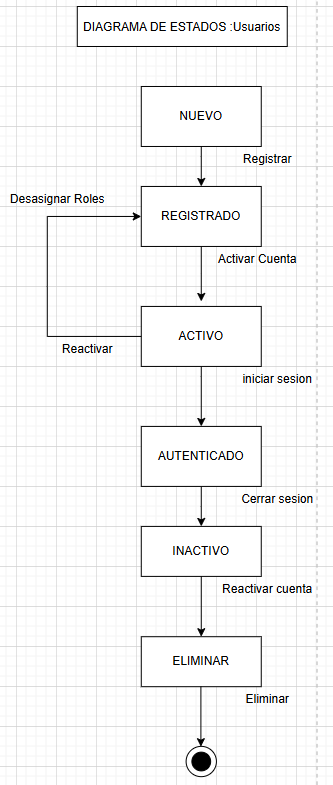 DIAGRAMA DE ESTADOS :Usuarios
NUEVO
Registrar
Desasignar Roles
REGISTRADO
Activar Cuenta
ACTIVO
Reactivar
iniciar sesion
AUTENTICADO
Cerrar sesion
INACTIVO
Reactivar cuenta
ELIMINAR
Eliminar